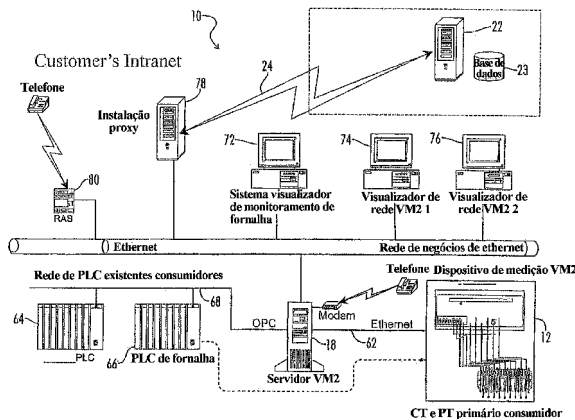 10
22
Customer's Intranet
78
24
Base de
dados
23
Telefone
Instalação
proxy
72
74
76
80
RAS
Sistema visualizador
de monitoramento de
fornalha
Visualizador
de rede VM2 1
Visualizador de
rede VM2 2
Ethernet
Rede de negócios de ethernet
Rede de PLC existentes consumidores
Telefone
Dispositivo de medição VM2
64
68
OPC
Modem
Ethernet
12
PLC
66
PLC de fornalha
18
62
Servidor VM2
CT e PT primário consumidor